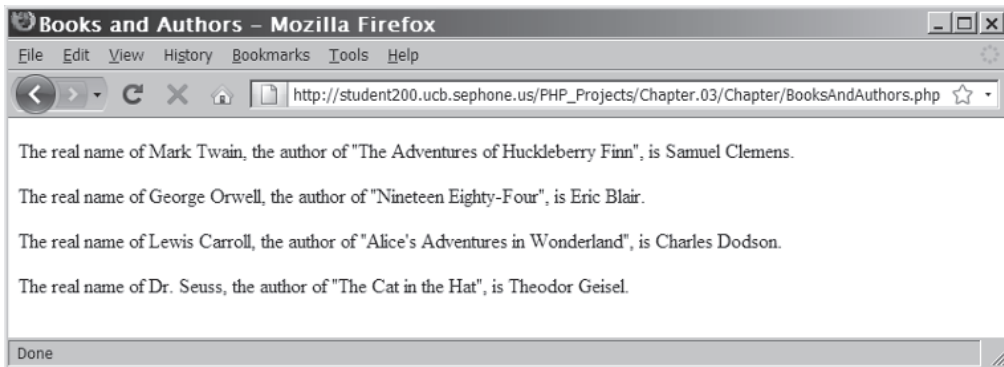 Books and Authors – Mozilla Firefox
File Edit View History Bookmarks Tools Help
http://student200.ucb.sephone.us/PHP_Projects/Chapter.03/Chapter/BooksAndAuthors.php
The real name of Mark Twain, the author of "The Adventures of Huckleberry Finn", is Samuel Clemens.
The real name of George Orwell, the author of "Nineteen Eighty-Four", is Eric Blair.
The real name of Lewis Carroll, the author of "Alice's Adventures in Wonderland", is Charles Dodson.
The real name of Dr. Seuss, the author of "The Cat in the Hat", is Theodor Geisel.
Done